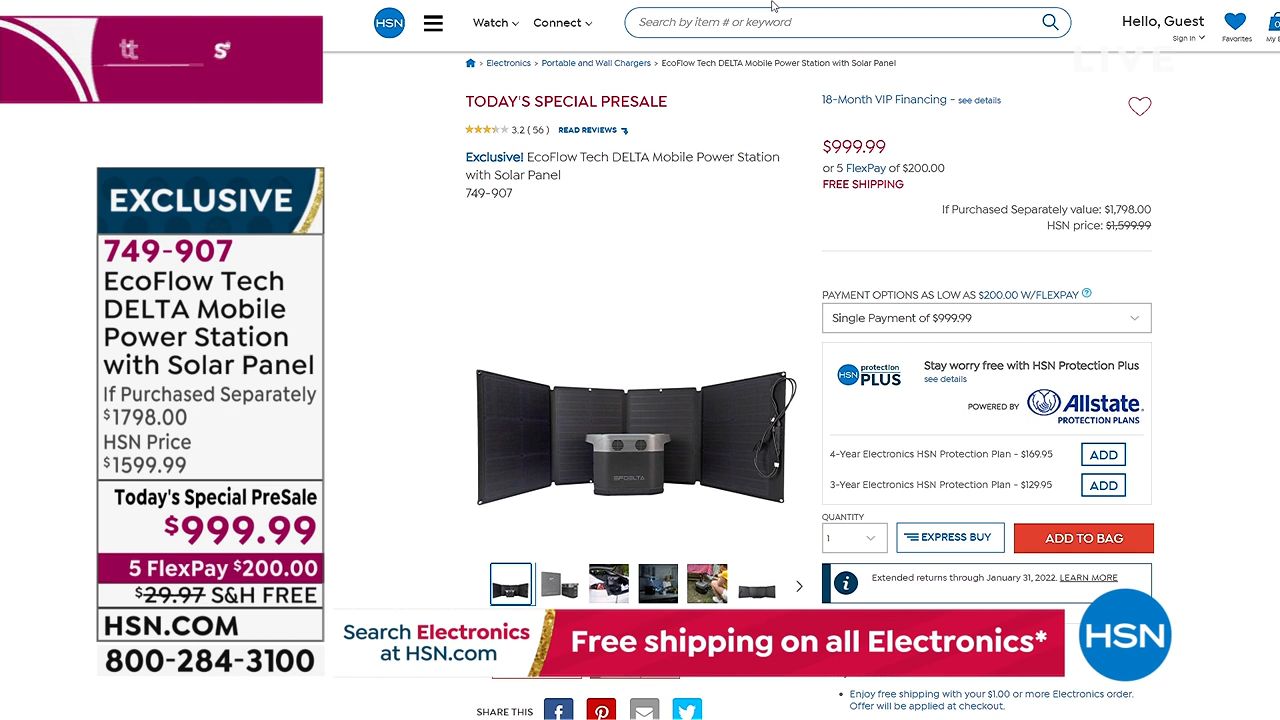 EXCLUSIVE
749-907
EcoFlow Tech
DELTA Mobile
Power Station
with Solar Panel
If Purchased Separately
$1798.00
HSN Price
$1599.99
Today's Special PreSale
$999.99
5 FlexPay $200.00
$29.97 S&H FREE
HSN.COM
800-284-3100
HSN
Watch
Connect
Search by item # or keyword
Hello, Guest
Sign In
Favorites
0
LIVE
> Electronics > Portable and Wall Chargers > EcoFlow Tech DELTA Mobile Power Station with Solar Panel
TODAY'S SPECIAL PRESALE
3.2 ( 56 ) READ REVIEWS
Exclusive! EcoFlow Tech DELTA Mobile Power Station
with Solar Panel
749-907
EFDELTA
18-Month VIP Financing - see details
$999.99
or 5 FlexPay of $200.00
FREE SHIPPING
If Purchased Separately value: $1,798.00
HSN price: $1,599.99
PAYMENT OPTIONS AS LOW AS $200.00 W/FLEXPAY ?
Single Payment of $999.99
HSN protection PLUS
Stay worry free with HSN Protection Plus
see details
POWERED BY Allstate.
PROTECTION PLANS
4-Year Electronics HSN Protection Plan - $169.95 ADD
3-Year Electronics HSN Protection Plan - $129.95 ADD
QUANTITY
1
EXPRESS BUY
ADD TO BAG
Extended returns through January 31, 2022. LEARN MORE
Search Electronics
at HSN.com
Free shipping on all Electronics*
HSN
Enjoy free shipping with your $1.00 or more Electronics order.
Offer will be applied at checkout.
SHARE THIS